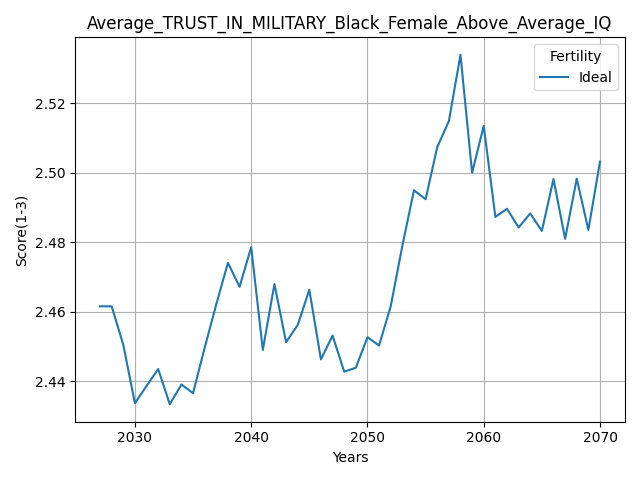 Average_TRUST_IN_MILITARY_Black_Female_Above_Average_IQ
Fertility
Ideal
2.52
2.50
2.48
2.46
2.44
Score(1-3)
2030 2040 2050 2060 2070
Years